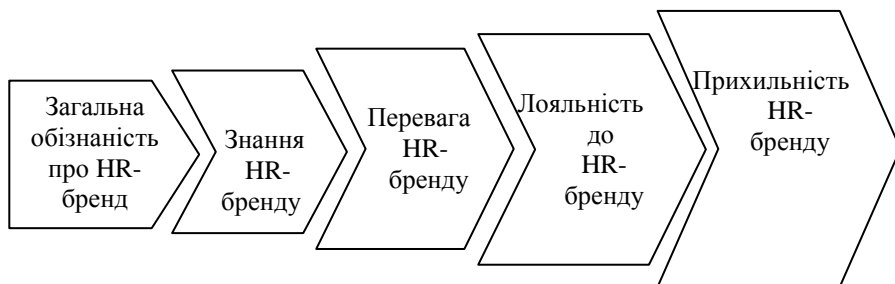 Загальна
обізнаність
про HR-
бренд
Знання
HR-
бренду
Перевага
HR-
бренду
Лояльність
до
HR-
бренду
Прихильність
HR-
бренду